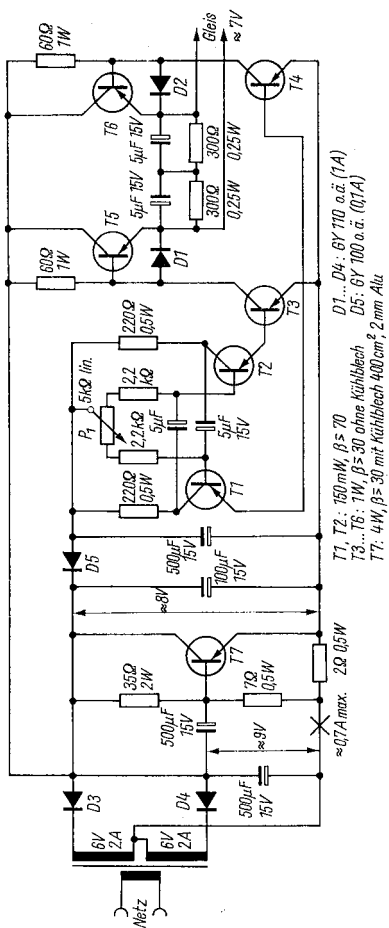 Netz
6V
2A
6V
2A
D3
D4
500µF
15V
≈9V
500µF
15V
35Ω
2W
T7
7Ω
0,5W
≈0,7A max.
2Ω 0,5W
≈8V
D5
500µF
15V
100µF
15V
220Ω
0,5W
P1
5kΩ lin.
2,2kΩ
2,2
kΩ
5µF
5µF
15V
T1
T2
220Ω
0,5W
60Ω
1W
T5
D1
T3
5µF 15V
5µF 15V
300Ω
0,25W
300Ω
0,25W
60Ω
1W
T6
D2
T4
Gleis
≈7V
T1, T2: 150mW, β ≧ 70
T3...T6: 1W, β ≧ 30 ohne Kühlblech
T7: 4W, β ≧ 30 mit Kühlblech 400cm², 2mm Alu
D1...D4: GY 110 o.ä. (1A)
D5: GY 100 o.ä. (0,1A)